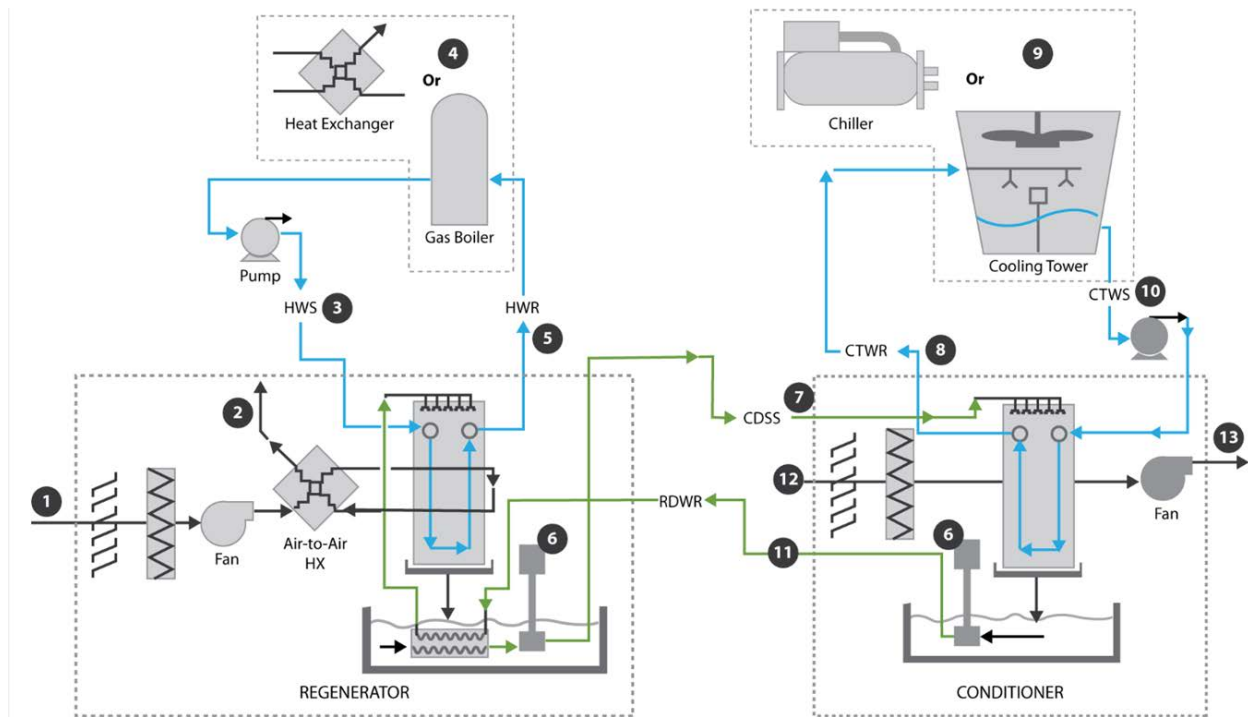 4
Or
Heat Exchanger
Gas Boiler
Pump
HWS 3
HWR
5
9
Or
Chiller
Cooling Tower
CTWS 10
CTWR 8
7
CDSS
RDWR
11
1
2
Fan
Air-to-Air
HX
6
REGENERATOR
12
13
Fan
6
CONDITIONER